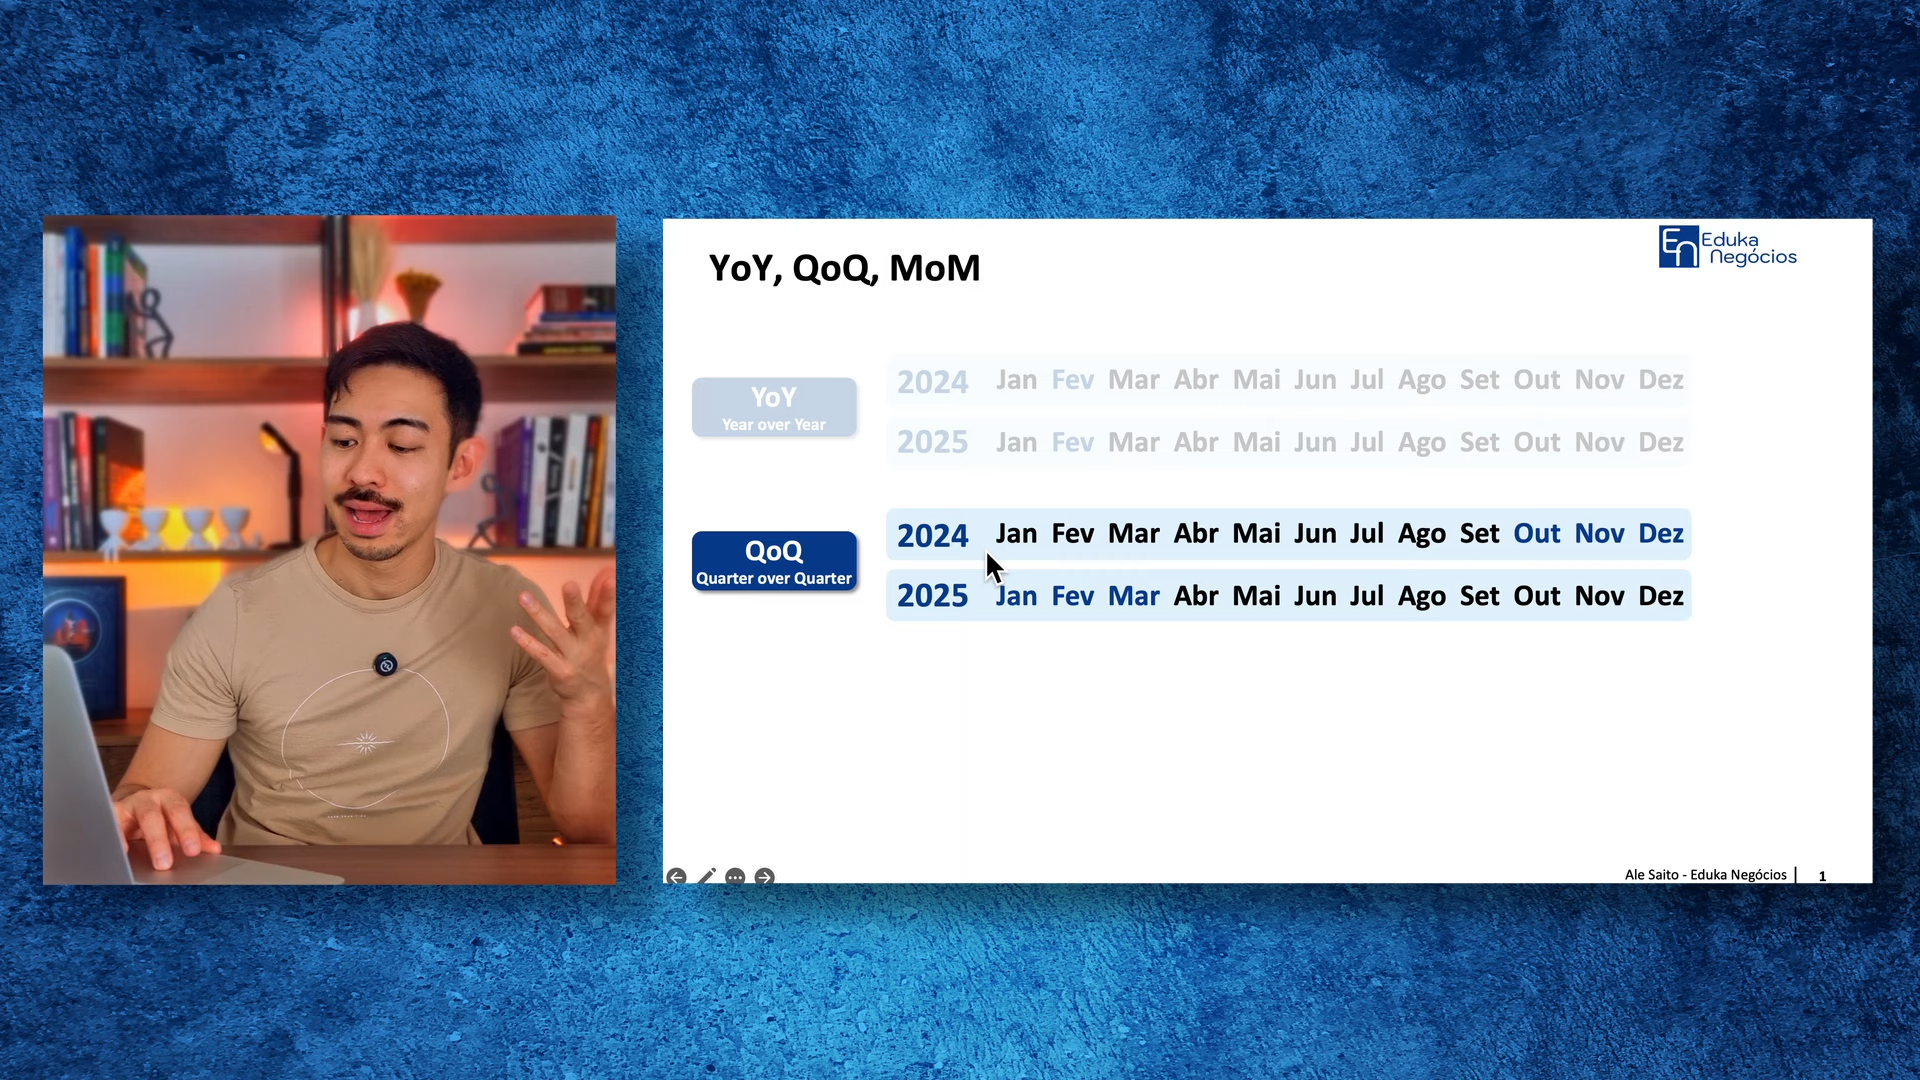 YoY, QoQ, MoM
Eduka
Negócios
YoY
Year over Year
2024 Jan Fev Mar Abr Mai Jun Jul Ago Set Out Nov Dez
2025 Jan Fev Mar Abr Mai Jun Jul Ago Set Out Nov Dez
QoQ
Quarter over Quarter
2024 Jan Fev Mar Abr Mai Jun Jul Ago Set Out Nov Dez
2025 Jan Fev Mar Abr Mai Jun Jul Ago Set Out Nov Dez
Ale Saito - Eduka Negócios | 1